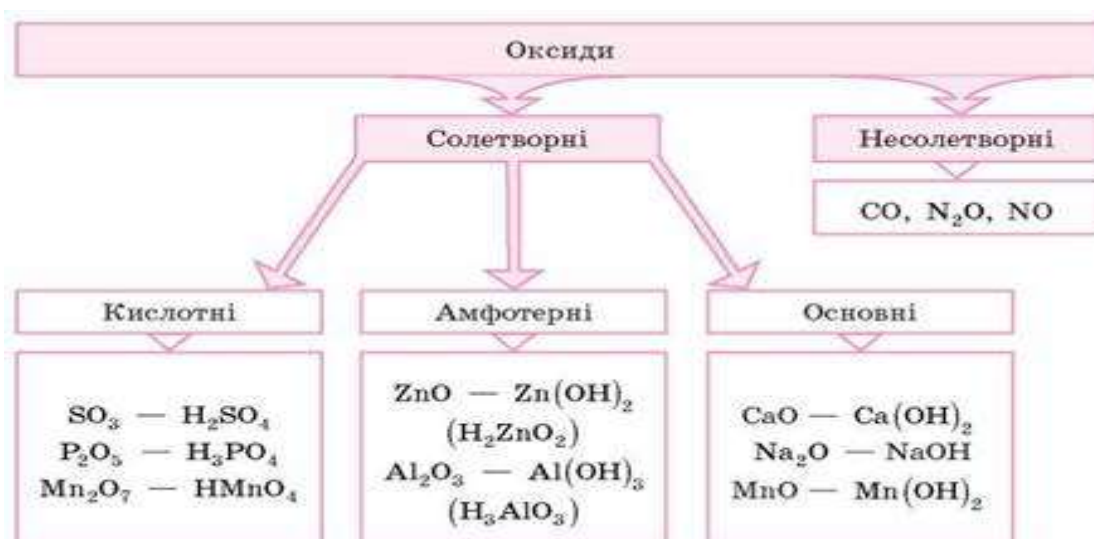 Оксиди
Солетворні
Несолетворні
CO, N₂O, NO
Кислотні
Амфотерні
Основні
SO₃ — H₂SO₄
P₂O₅ — H₃PO₄
Mn₂O₇ — HMnO₄
ZnO — Zn(OH)₂
(H₂ZnO₂)
Al₂O₃ — Al(OH)₃
(H₃AlO₃)
CaO — Ca(OH)₂
Na₂O — NaOH
MnO — Mn(OH)₂